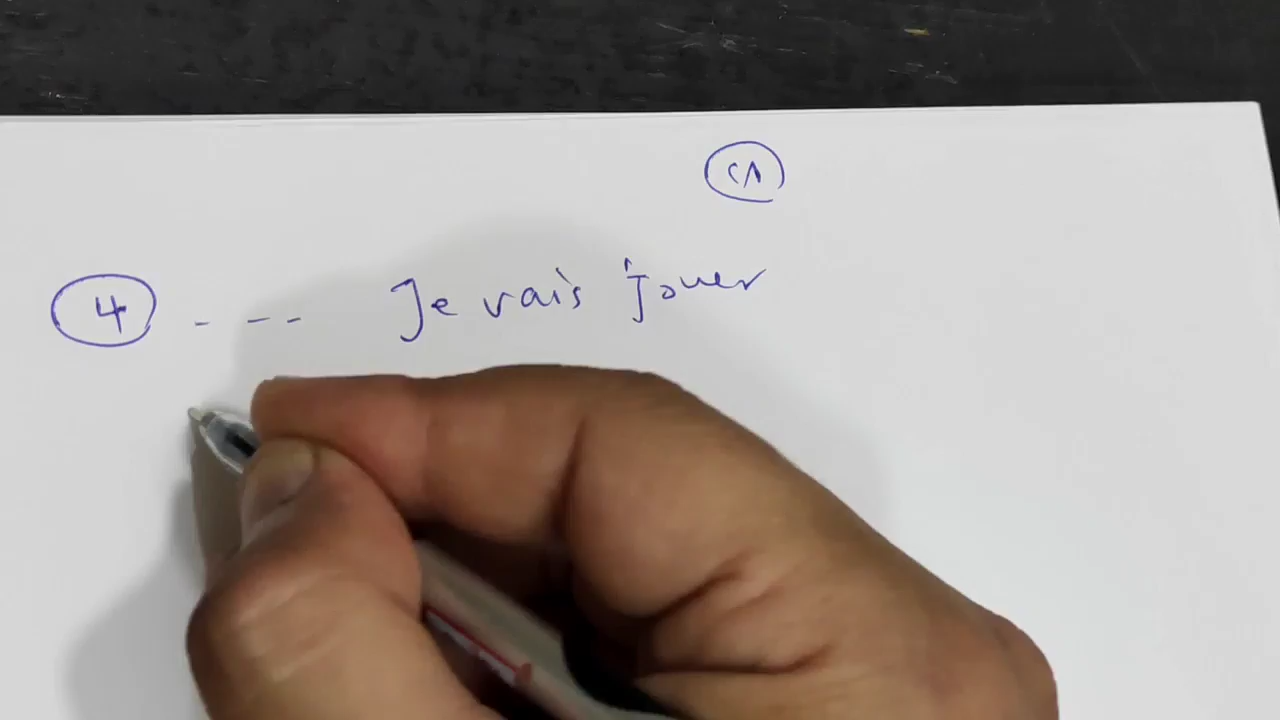 ④ - - - Je vais jouer